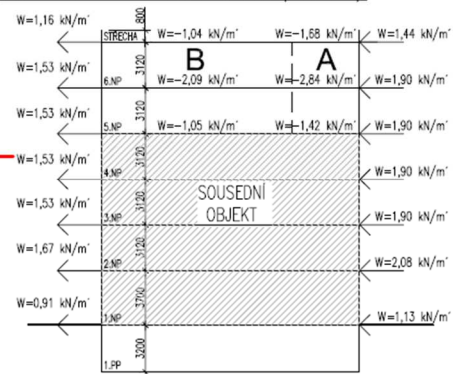 800
W=1,16 kN/m´
STŘECHA
W=-1,04 kN/m´
W=-1,68 kN/m´
W=1,44 kN/m´
3120
B
A
W=1,53 kN/m´
6.NP
W=-2,09 kN/m´
W=-2,84 kN/m´
W=1,90 kN/m´
3120
W=1,53 kN/m´
5.NP
W=-1,05 kN/m´
W=-1,42 kN/m´
W=1,90 kN/m´
3120
W=1,53 kN/m´
4.NP
W=1,90 kN/m´
SOUSEDNÍ
OBJEKT
3120
W=1,53 kN/m´
3.NP
W=1,90 kN/m´
3120
W=1,67 kN/m´
2.NP
W=2,08 kN/m´
3700
W=0,91 kN/m´
1.NP
W=1,13 kN/m´
3200
1.PP